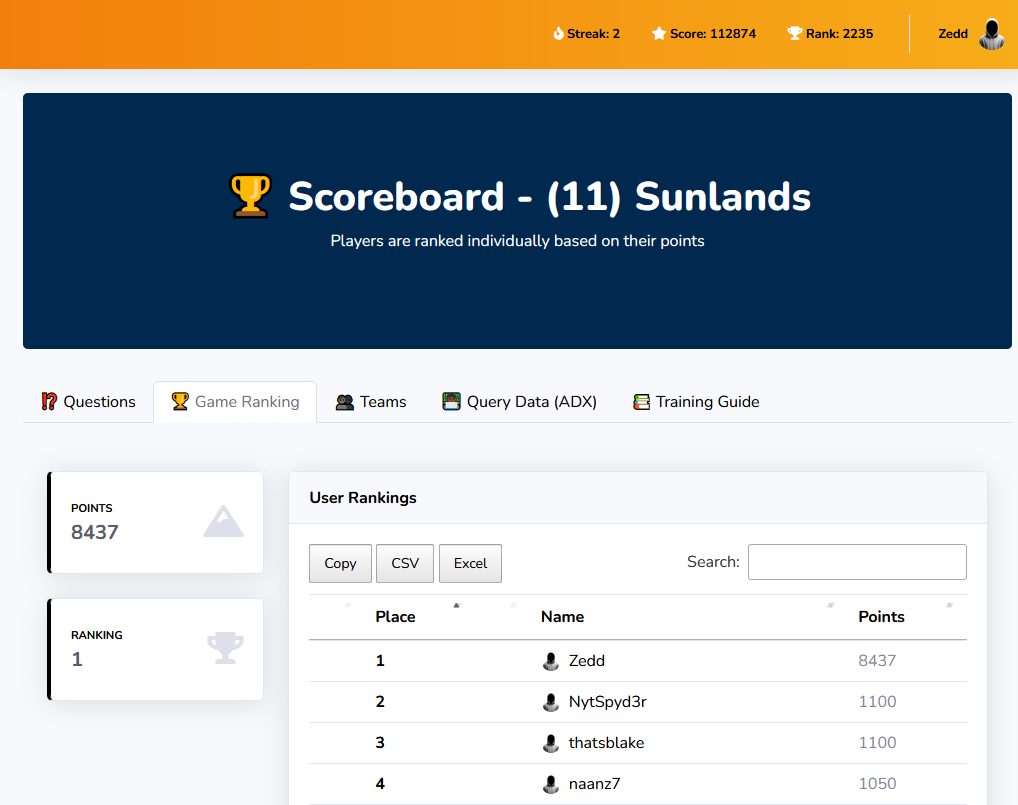 Streak: 2 Score: 112874 Rank: 2235 Zedd
Scoreboard - (11) Sunlands
Players are ranked individually based on their points
Questions Game Ranking Teams Query Data (ADX) Training Guide
POINTS
8437
RANKING
1
User Rankings
Copy CSV Excel Search:
Place Name Points
1 Zedd 8437
2 NytSpyd3r 1100
3 thatsblake 1100
4 naanz7 1050